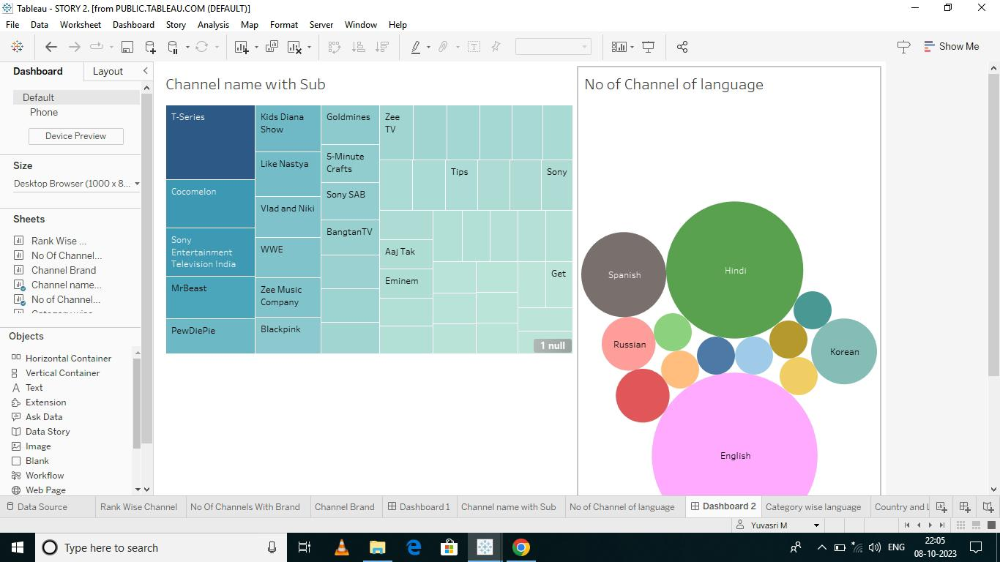 Tableau - STORY 2. [from PUBLIC.TABLEAU.COM (DEFAULT)]
File Data Worksheet Dashboard Story Analysis Map Format Server Window Help
Show Me
Dashboard Layout
Default
Phone
Device Preview
Size
Desktop Browser (1000 x 8...
Sheets
Rank Wise ...
No Of Channel...
Channel Brand
Channel name...
No of Channel...
Objects
Horizontal Container
Vertical Container
Text
Extension
Ask Data
Data Story
Image
Blank
Workflow
Web Page
Channel name with Sub
T-Series
Cocomelon
Sony
Entertainment
Television India
MrBeast
PewDiePie
Kids Diana
Show
Like Nastya
Vlad and Niki
WWE
Zee Music
Company
Blackpink
Goldmines
5-Minute
Crafts
Sony SAB
BangtanTV
Zee
TV
Tips
Sony
Aaj Tak
Eminem
Get
1 null
No of Channel of language
Spanish
Hindi
Russian
Korean
English
Data Source Rank Wise Channel No Of Channels With Brand Channel Brand Dashboard 1 Channel name with Sub No of Channel of language Dashboard 2 Category wise language Country and L
Yuvasri M
Type here to search
ENG
22:05
08-10-2023